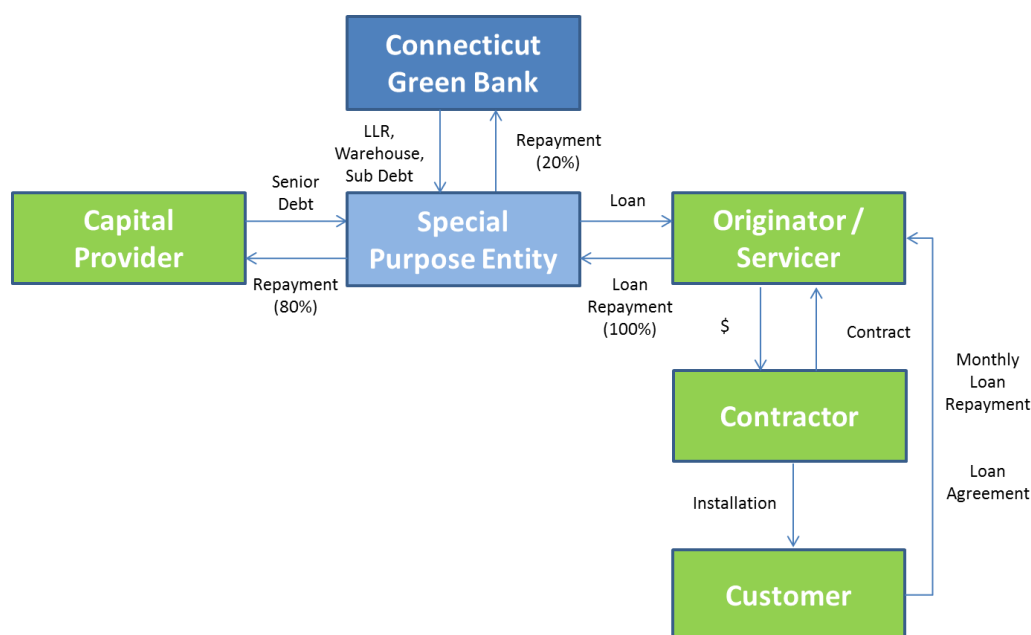 Connecticut
Green Bank
LLR,
Warehouse,
Sub Debt
Repayment
(20%)
Senior
Debt
Loan
Capital
Provider
Special
Purpose Entity
Originator /
Servicer
Repayment
(80%)
Loan
Repayment
(100%)
$
Contract
Monthly
Loan
Repayment
Contractor
Loan
Agreement
Installation
Customer